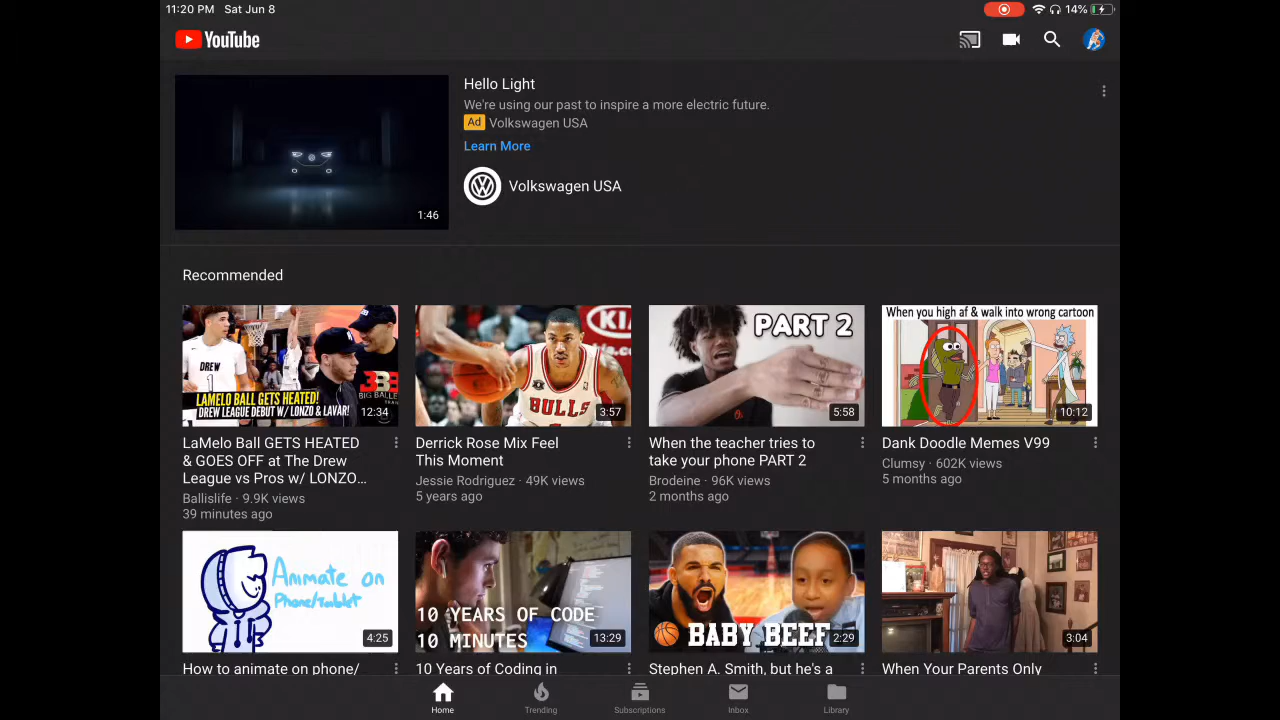 11:20 PM Sat Jun 8
14%
YouTube
Hello Light
We're using our past to inspire a more electric future.
Ad Volkswagen USA
Learn More
Volkswagen USA
1:46
Recommended
DREW
1
LAMELO BALL GETS HEATED!
DREW LEAGUE DEBUT W/ LONZO & LAVAR!
12:34
KIA
BULLS
3:57
PART 2
5:58
When you high af & walk into wrong cartoon
10:12
LaMelo Ball GETS HEATED
& GOES OFF at The Drew
League vs Pros w/ LONZO...
Ballislife · 9.9K views
39 minutes ago
Derrick Rose Mix Feel
This Moment
Jessie Rodriguez · 49K views
5 years ago
When the teacher tries to
take your phone PART 2
Brodeine · 96K views
2 months ago
Dank Doodle Memes V99
Clumsy · 602K views
5 months ago
Animate on
Phone/Tablet
4:25
10 YEARS OF CODE
10 MINUTES
13:29
BABY BEEF
2:29
3:04
How to animate on phone/
10 Years of Coding in
Stephen A. Smith, but he's a
When Your Parents Only
Home
Trending
Subscriptions
Inbox
Library